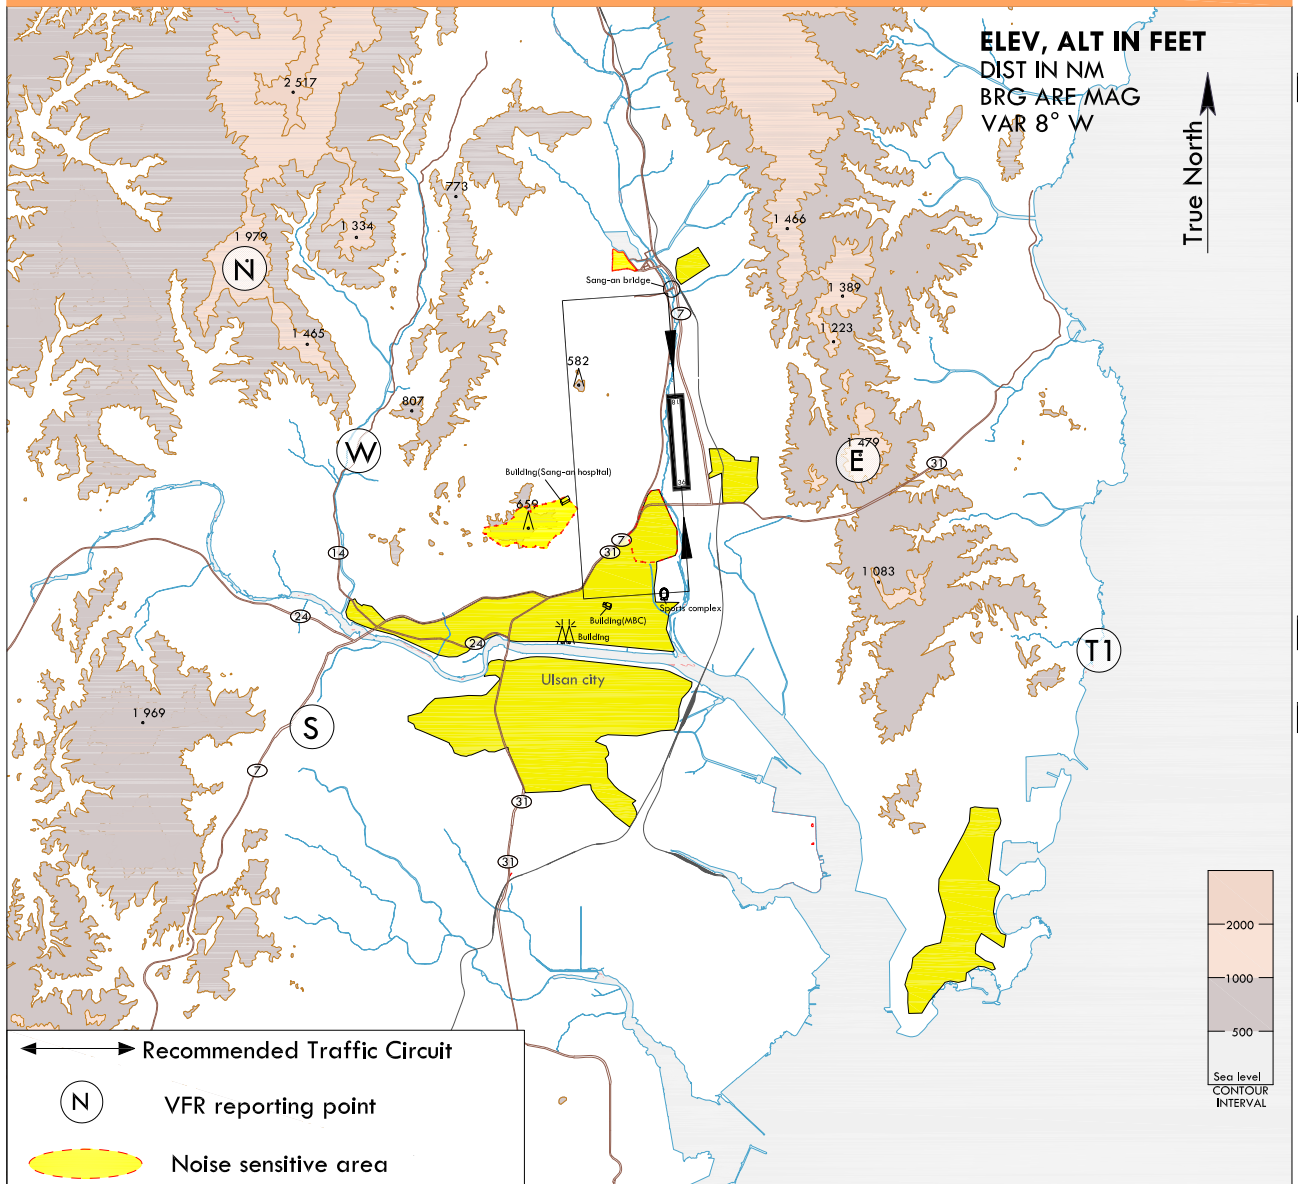 ELEV, ALT IN FEET
DIST IN NM
BRG ARE MAG
VAR 8° W
True North
2 517
773
1 334
1 979
N
1 465
1 466
1 389
1 223
Sang-an bridge
7
582
807
18
W
1 479
E
31
Building(Sang-an hospital)
659
36
14
7
31
1 083
24
Sports complex
Building(MBC)
Building
24
T1
Ulsan city
1 969
S
7
31
31
2000
1000
500
Sea level
CONTOUR
INTERVAL
Recommended Traffic Circuit
N
VFR reporting point
Noise sensitive area